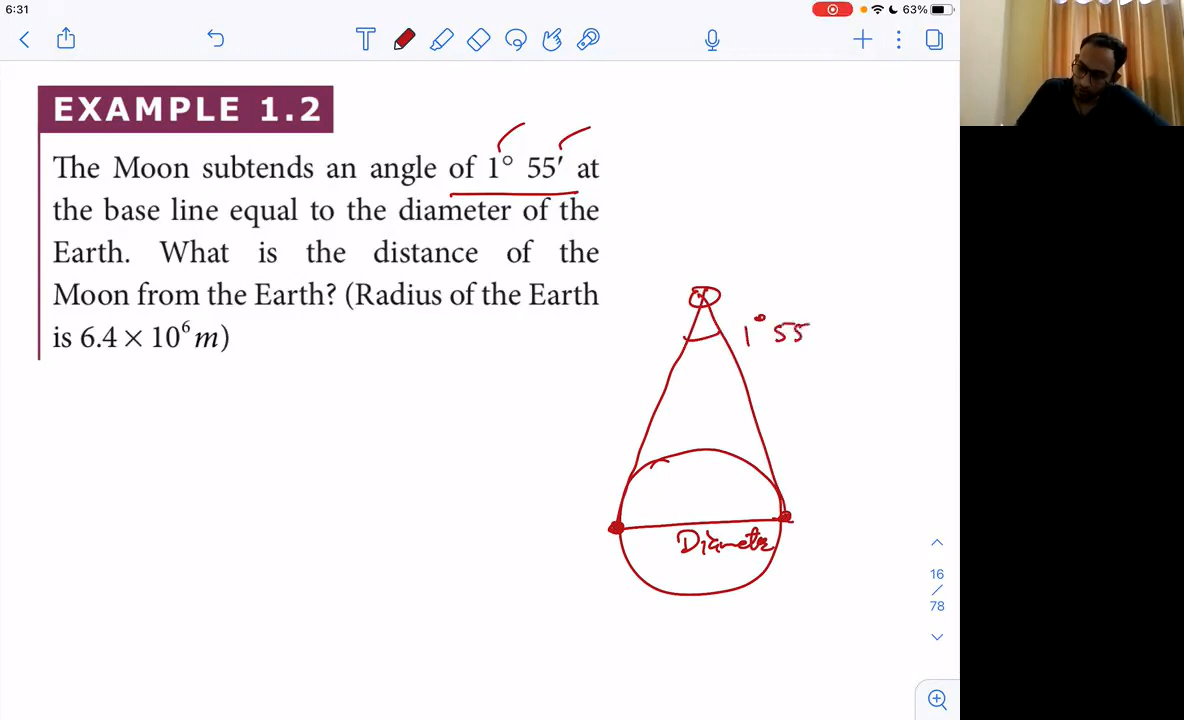 6:31
63%
EXAMPLE 1.2
The Moon subtends an angle of 1° 55′ at
the base line equal to the diameter of the
Earth. What is the distance of the
Moon from the Earth? (Radius of the Earth
is 6.4 × 10⁶ m)
1° 55
Diameter
16
/
78